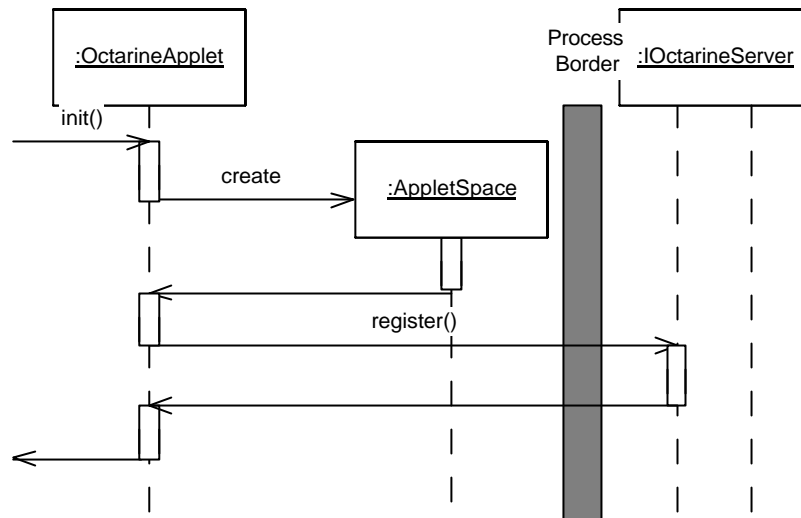 :OctarineApplet
Process
Border
:IOctarineServer
init()
create
:AppletSpace
register()